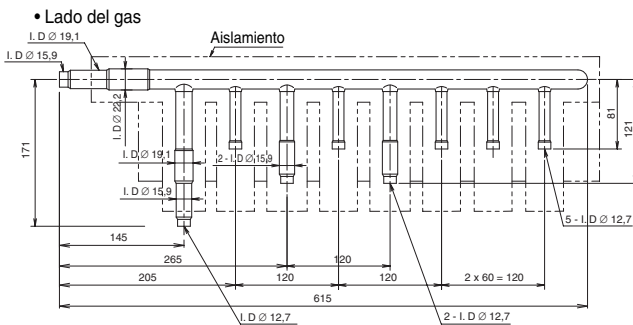 • Lado del gas
I. D Ø 19,1
Aislamiento
I. D Ø 15,9
I. D Ø 22,2
171
I. D Ø 19,1
2 - I. D Ø 15,9
81
121
I. D Ø 15,9
5 - I. D Ø 12,7
145
265
120
205
120
120
2 x 60 = 120
615
I. D Ø 12,7
2 - I. D Ø 12,7